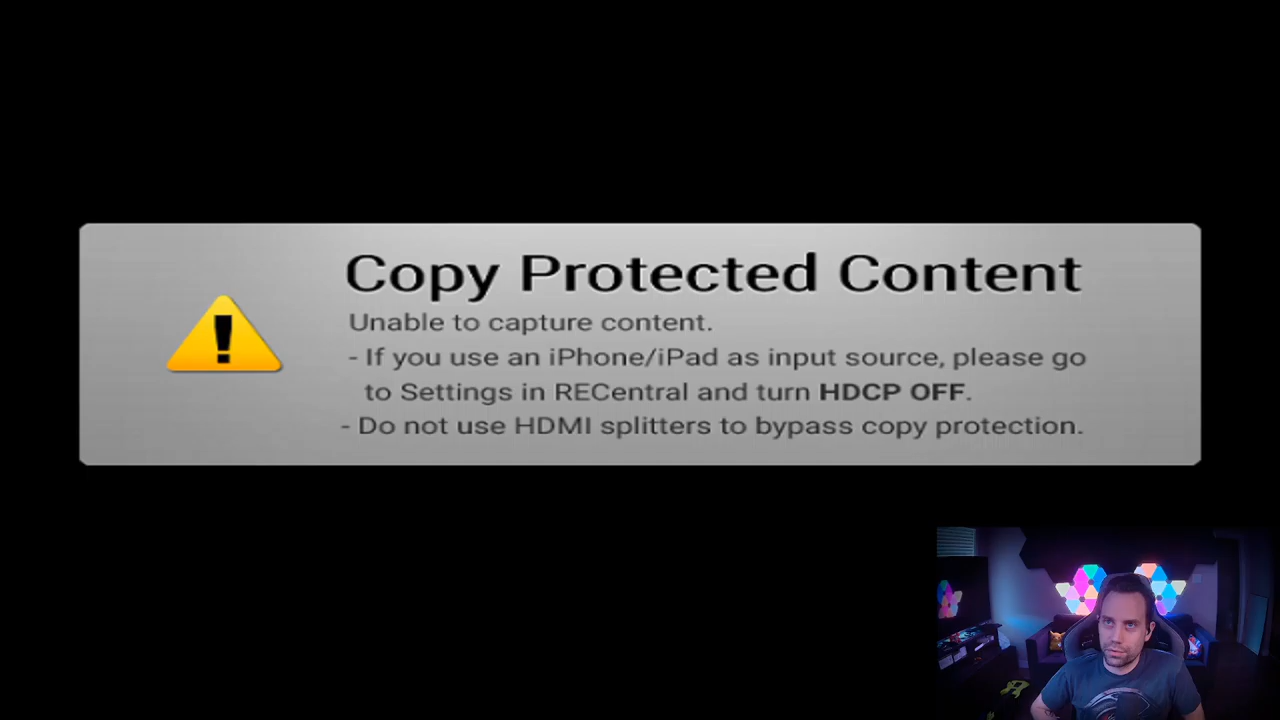 Copy Protected Content
Unable to capture content.
- If you use an iPhone/iPad as input source, please go
to Settings in RECentral and turn HDCP OFF.
- Do not use HDMI splitters to bypass copy protection.